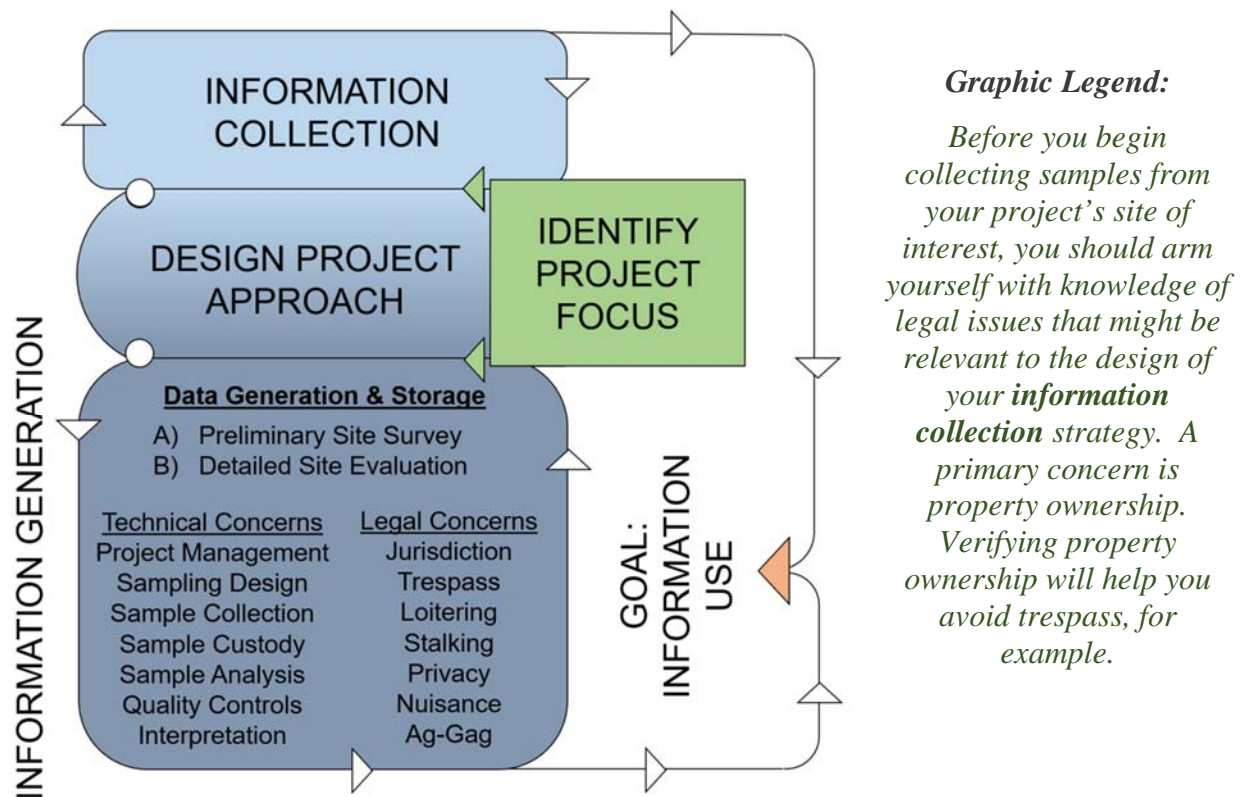 INFORMATION
COLLECTION
DESIGN PROJECT
APPROACH
IDENTIFY
PROJECT
FOCUS
INFORMATION GENERATION
Data Generation & Storage
A) Preliminary Site Survey
B) Detailed Site Evaluation
Technical Concerns
Project Management
Sampling Design
Sample Collection
Sample Custody
Sample Analysis
Quality Controls
Interpretation
Legal Concerns
Jurisdiction
Trespass
Loitering
Stalking
Privacy
Nuisance
Ag-Gag
GOAL:
INFORMATION
USE
Graphic Legend:
Before you begin
collecting samples from
your project’s site of
interest, you should arm
yourself with knowledge of
legal issues that might be
relevant to the design of
your information
collection strategy. A
primary concern is
property ownership.
Verifying property
ownership will help you
avoid trespass, for
example.